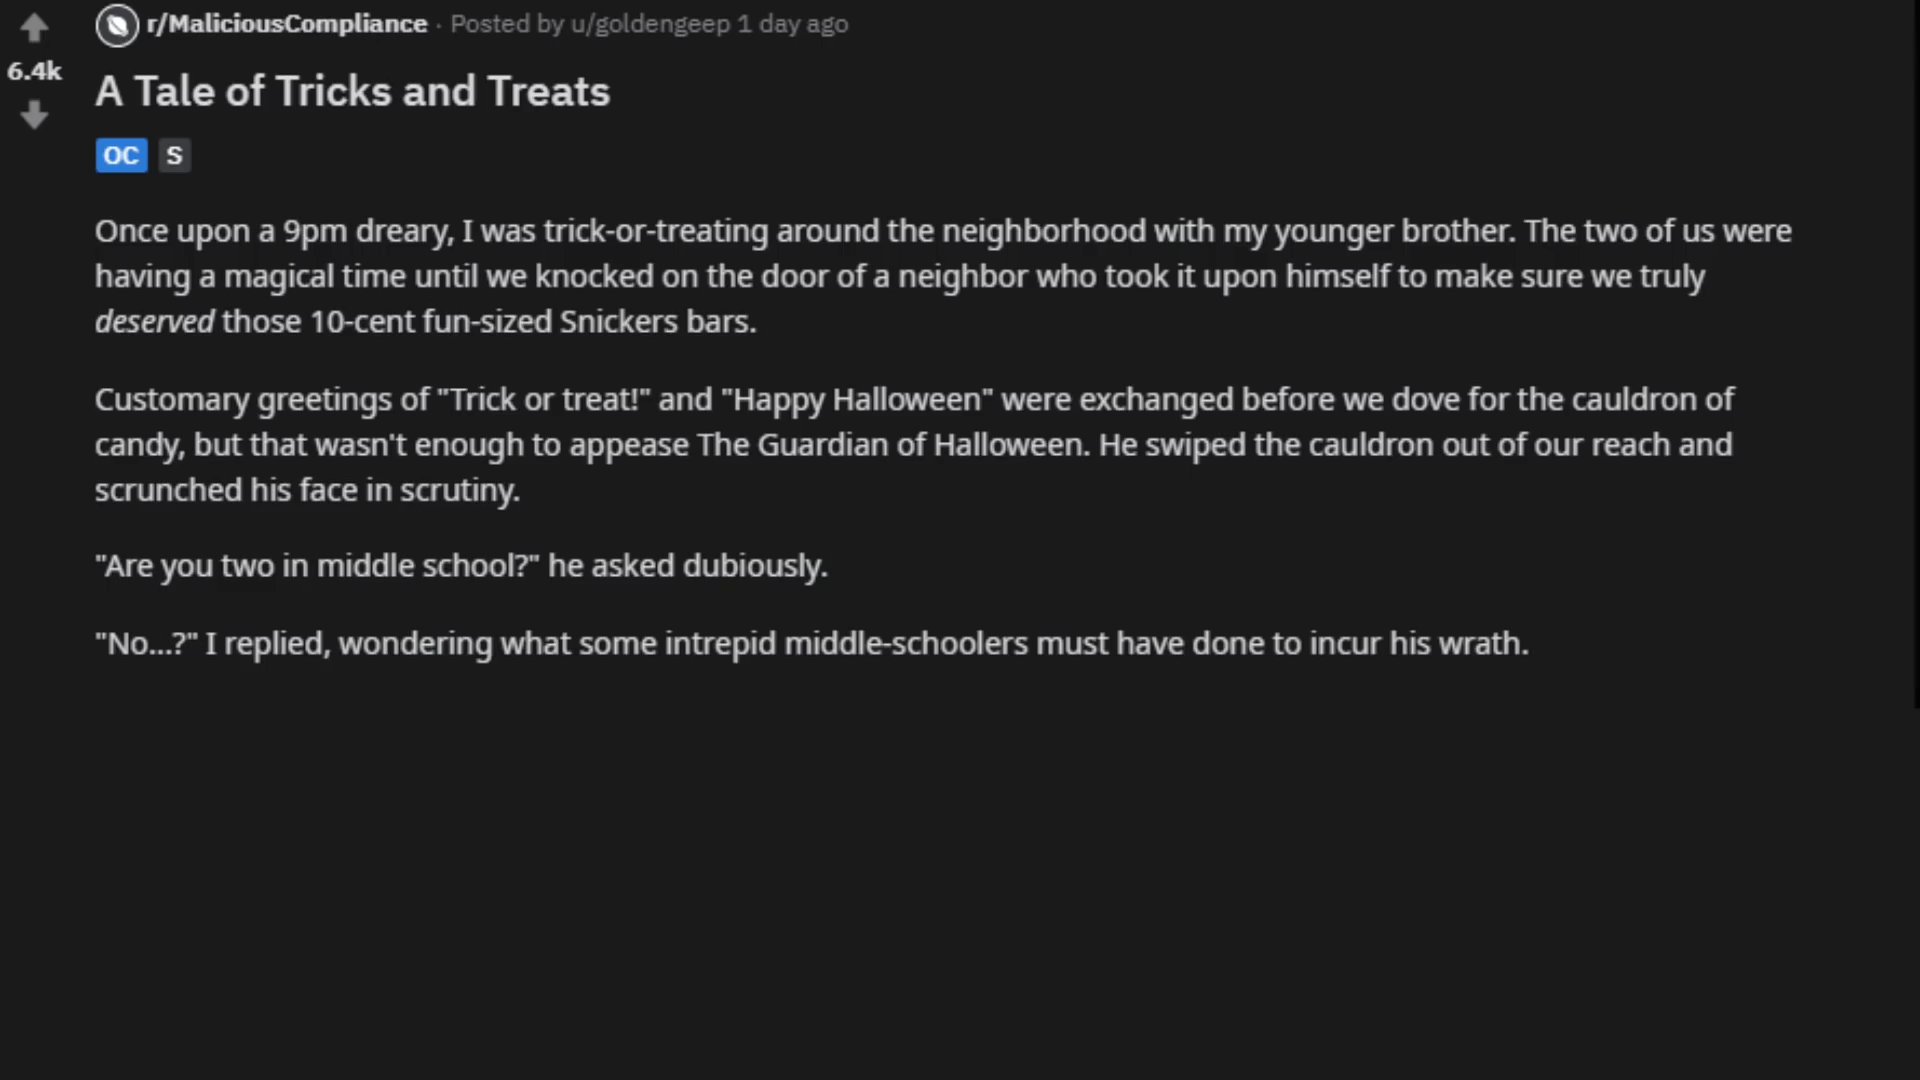 r/MaliciousCompliance · Posted by u/goldengeep 1 day ago
6.4k
A Tale of Tricks and Treats
OC S
Once upon a 9pm dreary, I was trick-or-treating around the neighborhood with my younger brother. The two of us were
having a magical time until we knocked on the door of a neighbor who took it upon himself to make sure we truly
deserved those 10-cent fun-sized Snickers bars.
Customary greetings of "Trick or treat!" and "Happy Halloween" were exchanged before we dove for the cauldron of
candy, but that wasn't enough to appease The Guardian of Halloween. He swiped the cauldron out of our reach and
scrunched his face in scrutiny.
"Are you two in middle school?" he asked dubiously.
"No...?" I replied, wondering what some intrepid middle-schoolers must have done to incur his wrath.